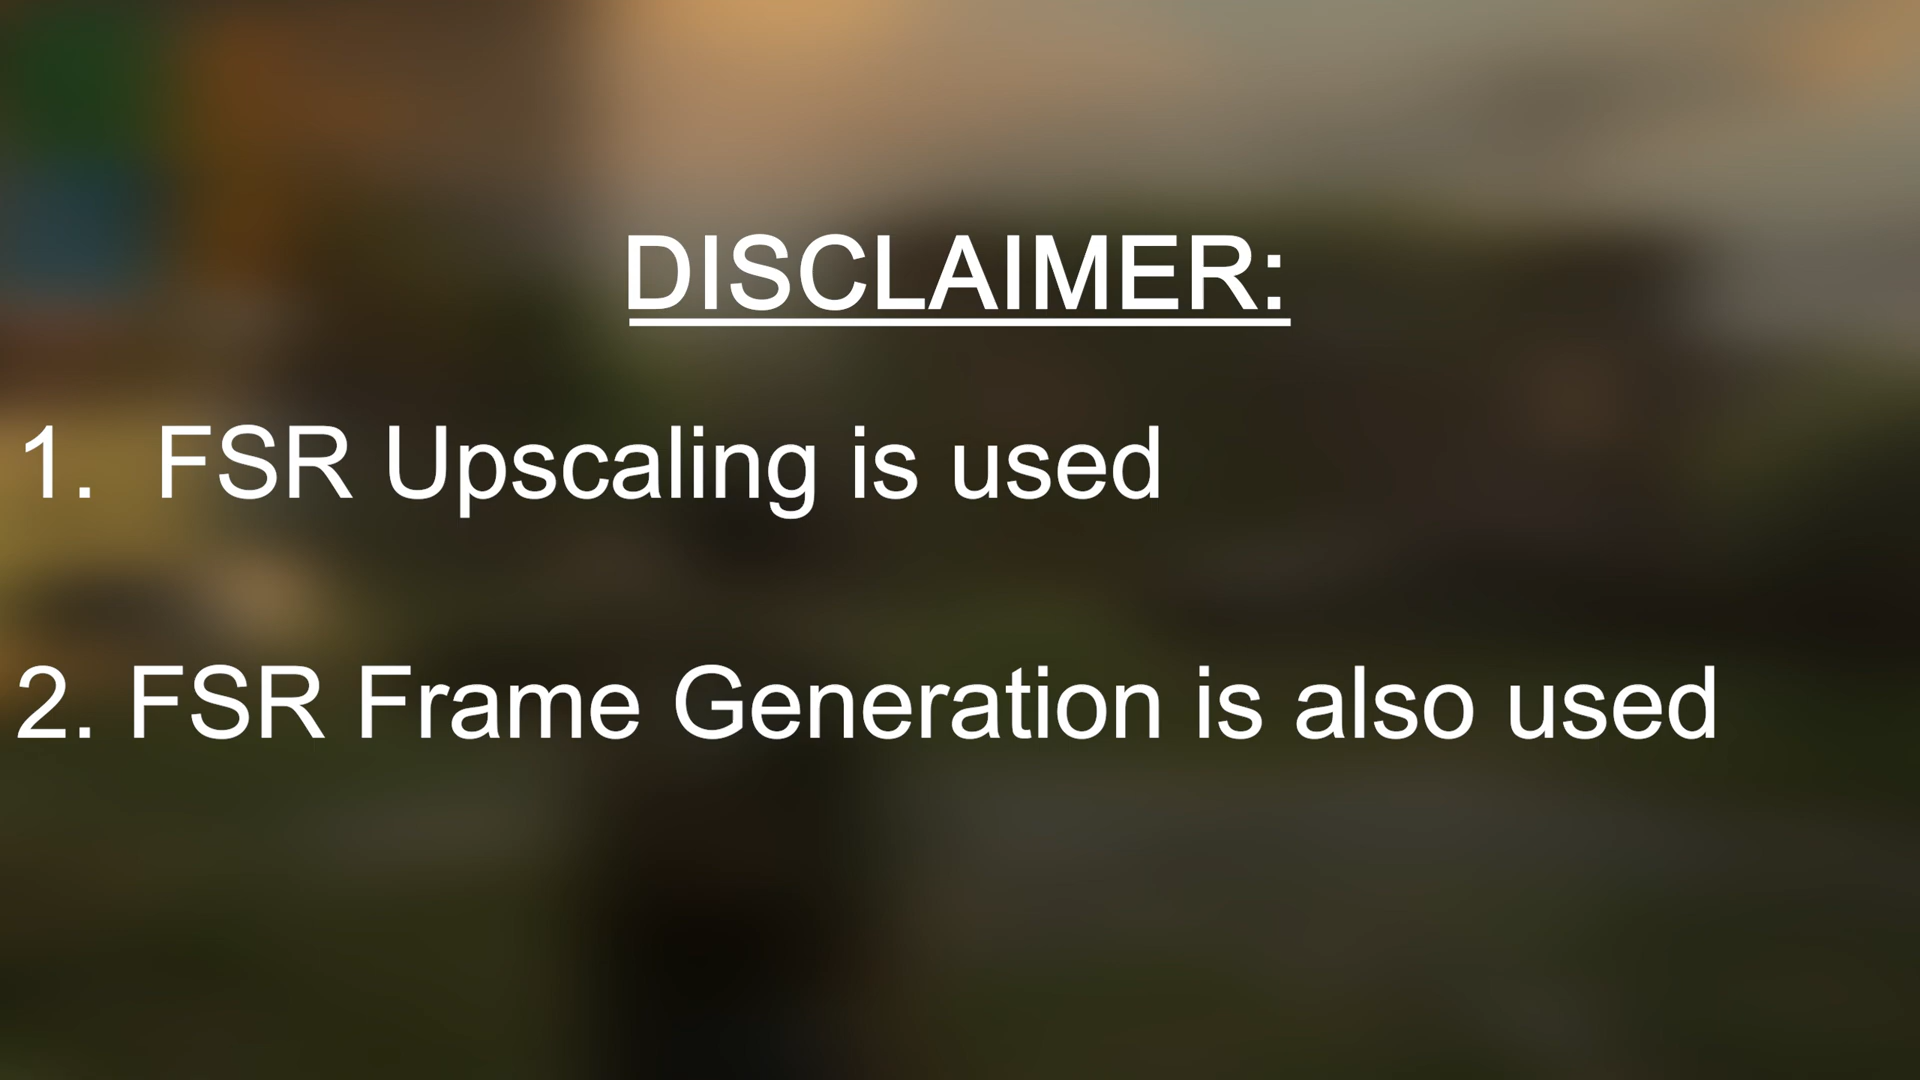 DISCLAIMER:
1. FSR Upscaling is used
2. FSR Frame Generation is also used